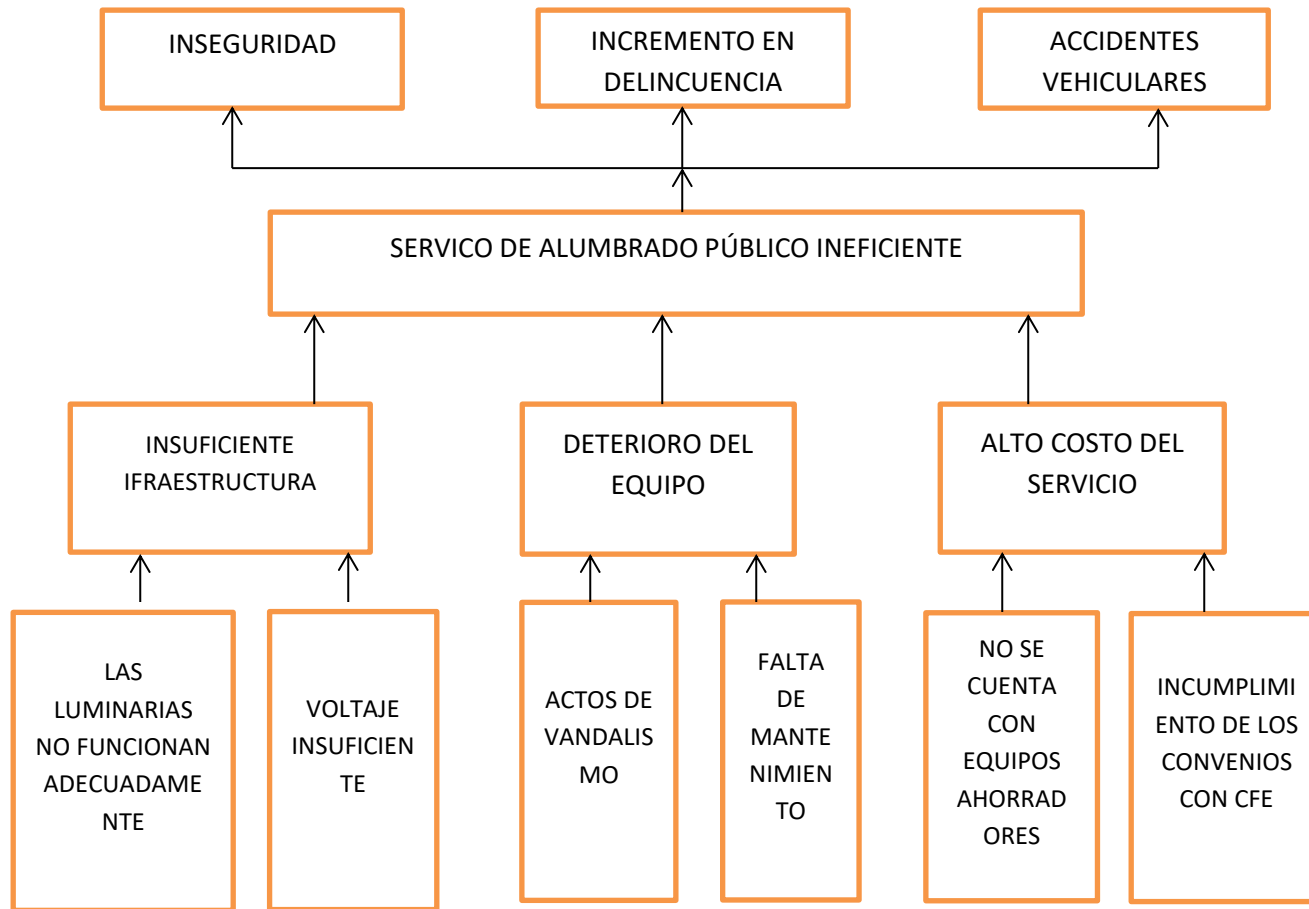 INSEGURIDAD
INCREMENTO EN
DELINCUENCIA
ACCIDENTES
VEHICULARES
SERVICO DE ALUMBRADO PÚBLICO INEFICIENTE
INSUFICIENTE
IFRAESTRUCTURA
DETERIORO DEL
EQUIPO
ALTO COSTO DEL
SERVICIO
LAS
LUMINARIAS
NO FUNCIONAN
ADECUADAME
NTE
VOLTAJE
INSUFICIEN
TE
ACTOS DE
VANDALIS
MO
FALTA
DE
MANTE
NIMIENTO
NO SE
CUENTA
CON
EQUIPOS
AHORRAD
ORES
INCUMPLIMI
ENTO DE LOS
CONVENIOS
CON CFE